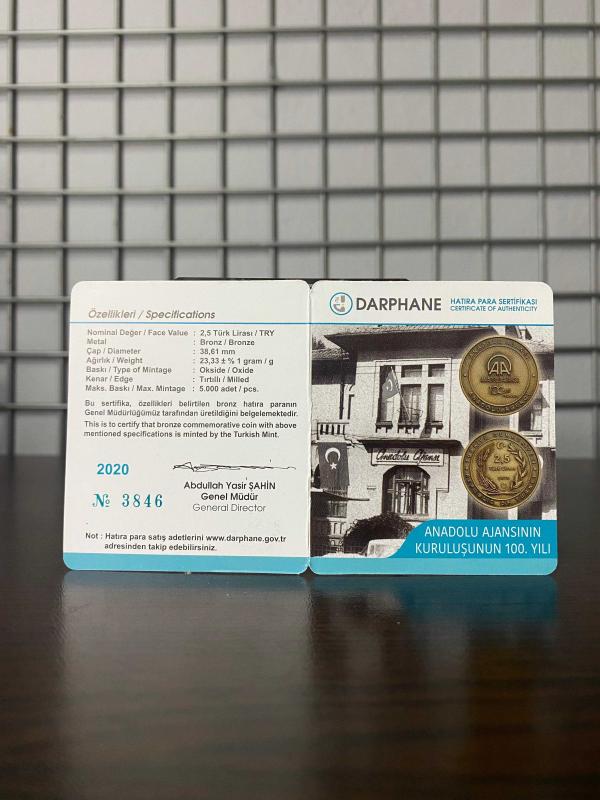 Özellikleri / Specifications
Nominal Değer / Face Value : 2,5 Türk Lirası / TRY
Metal : Bronz / Bronze
Çap / Diameter : 38,61 mm
Ağırlık / Weight : 23,33 ± % 1 gram / g
Baskı / Type of Mintage : Okside / Oxide
Kenar / Edge : Tırtıllı / Milled
Maks. Baskı / Max. Mintage : 5.000 adet / pcs.
Bu sertifika, özellikleri belirtilen bronz hatıra paranın
Genel Müdürlüğümüz tarafından üretildiğini belgelemektedir.
This is to certify that bronze commemorative coin with above
mentioned specifications is minted by the Turkish Mint.
2020
№ 3846
Abdullah Yasir ŞAHİN
Genel Müdür
General Director
Not : Hatıra para satış adetlerini www.darphane.gov.tr
adresinden takip edebilirsiniz.
DARPHANE
HATIRA PARA SERTİFİKASI
CERTIFICATE OF AUTHENTICITY
AA
Anadolu Ajansı
2,5
TÜRK LİRASI
ANADOLU AJANSININ
KURULUŞUNUN 100. YILI